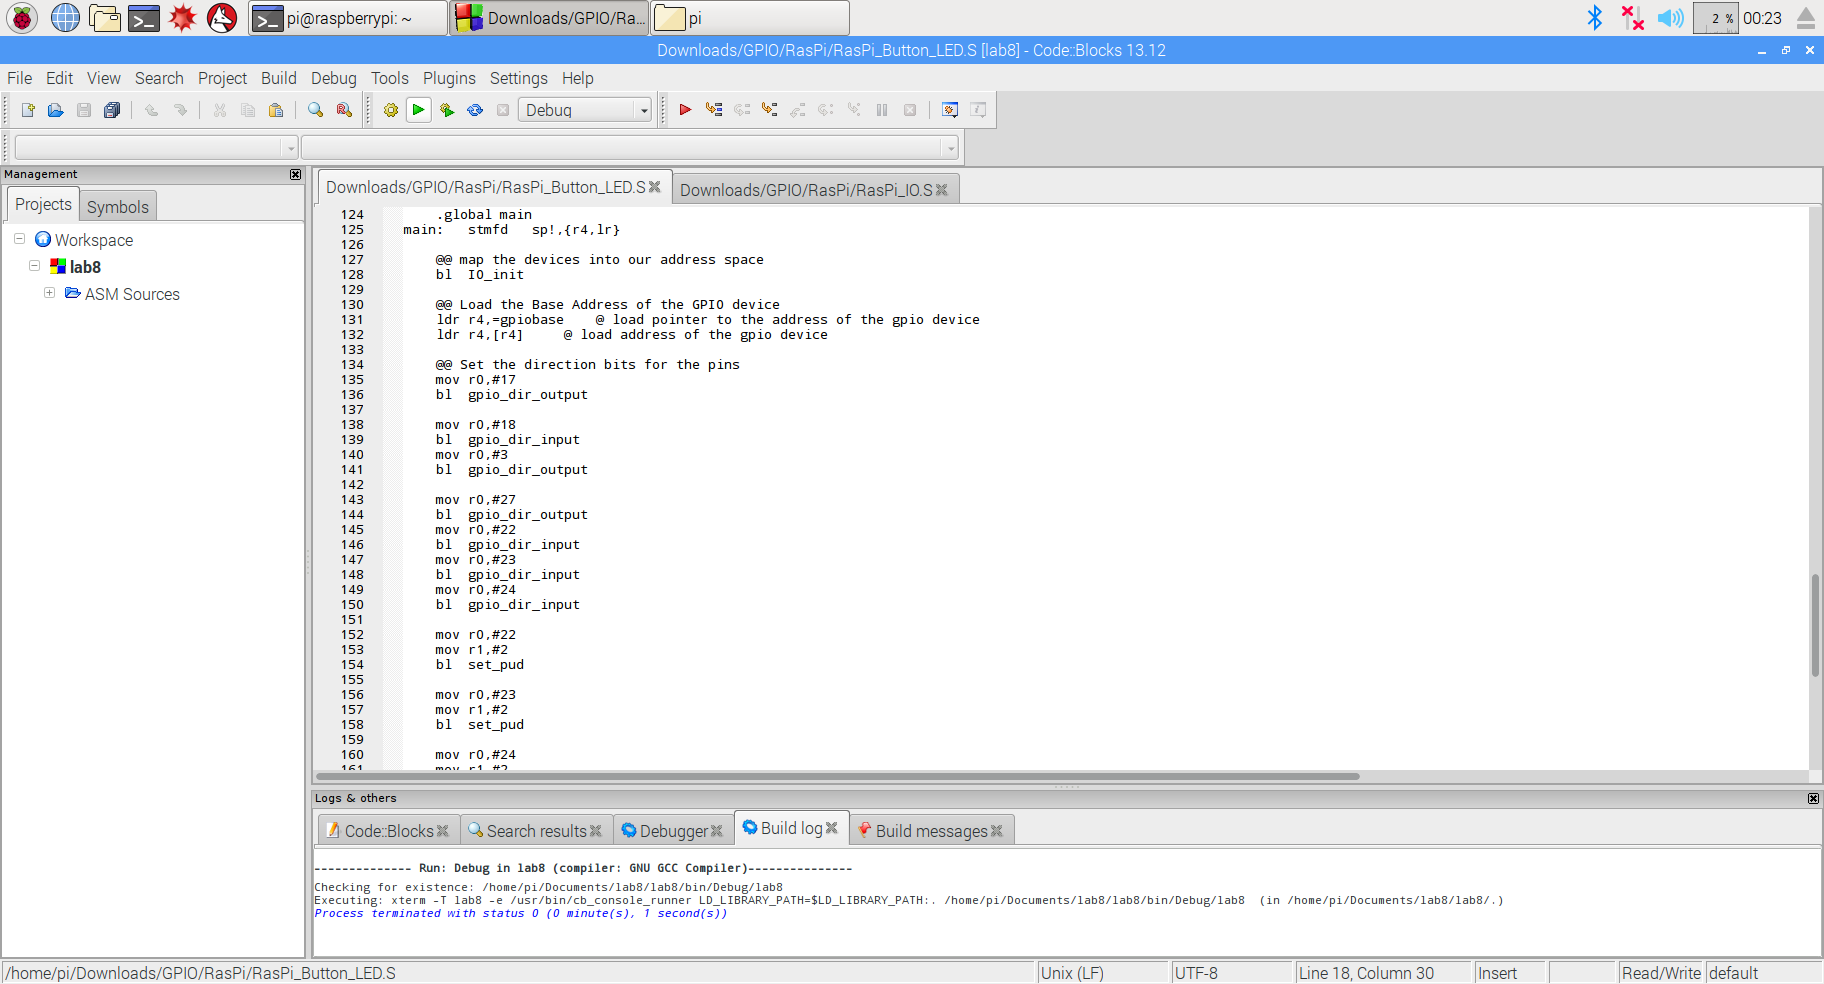 pi@raspberrypi: ~ Downloads/GPIO/Ra... pi 2 % 00:23
Downloads/GPIO/RasPi/RasPi_Button_LED.S [lab8] - Code::Blocks 13.12
File Edit View Search Project Build Debug Tools Plugins Settings Help
Debug
Management
Projects Symbols
Workspace
lab8
ASM Sources
Downloads/GPIO/RasPi/RasPi_Button_LED.S Downloads/GPIO/RasPi/RasPi_IO.S
124 .global main
125 main: stmfd sp!,{r4,lr}
126
127 @@ map the devices into our address space
128 bl IO_init
129
130 @@ Load the Base Address of the GPIO device
131 ldr r4,=gpiobase @ load pointer to the address of the gpio device
132 ldr r4,[r4] @ load address of the gpio device
133
134 @@ Set the direction bits for the pins
135 mov r0,#17
136 bl gpio_dir_output
137
138 mov r0,#18
139 bl gpio_dir_input
140 mov r0,#3
141 bl gpio_dir_output
142
143 mov r0,#27
144 bl gpio_dir_output
145 mov r0,#22
146 bl gpio_dir_input
147 mov r0,#23
148 bl gpio_dir_input
149 mov r0,#24
150 bl gpio_dir_input
151
152 mov r0,#22
153 mov r1,#2
154 bl set_pud
155
156 mov r0,#23
157 mov r1,#2
158 bl set_pud
159
160 mov r0,#24
161 mov r1,#2
Logs & others
Code::Blocks Search results Debugger Build log Build messages
-------------- Run: Debug in lab8 (compiler: GNU GCC Compiler)---------------
Checking for existence: /home/pi/Documents/lab8/lab8/bin/Debug/lab8
Executing: xterm -T lab8 -e /usr/bin/cb_console_runner LD_LIBRARY_PATH=$LD_LIBRARY_PATH:. /home/pi/Documents/lab8/lab8/bin/Debug/lab8 (in /home/pi/Documents/lab8/lab8/.)
Process terminated with status 0 (0 minute(s), 1 second(s))
/home/pi/Downloads/GPIO/RasPi/RasPi_Button_LED.S Unix (LF) UTF-8 Line 18, Column 30 Insert Read/Write default